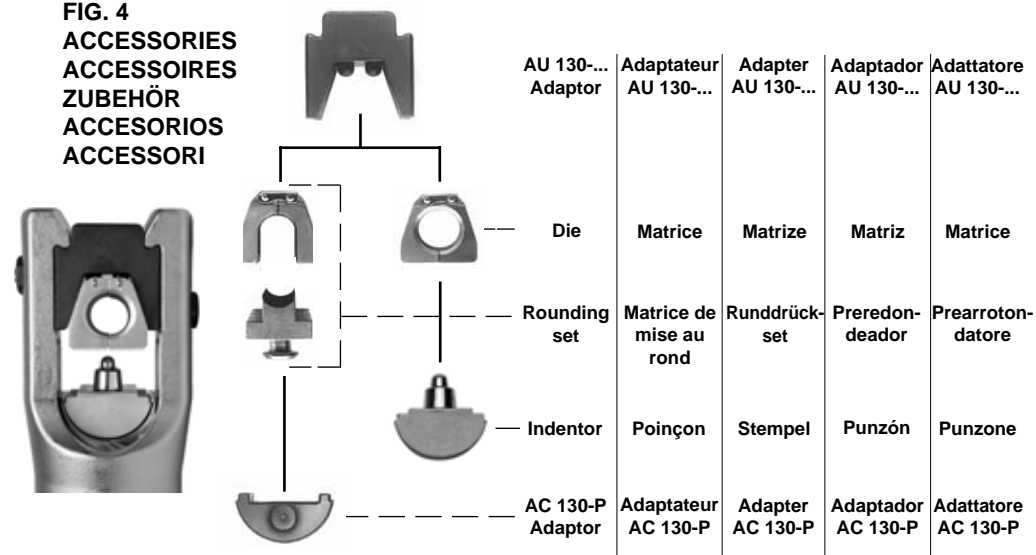 FIG. 4
ACCESSORIES
ACCESSOIRES
ZUBEHÖR
ACCESORIOS
ACCESSORI
AU 130-... Adaptateur Adapter Adaptador Adattatore
Adaptor AU 130-... AU 130-... AU 130-... AU 130-...
Die Matrice Matrize Matriz Matrice
Rounding Matrice de Runddrück- Preredon- Prearroton-
set mise au set deador datore
rond
Indentor Poinçon Stempel Punzón Punzone
AC 130-P Adaptateur Adapter Adaptador Adattatore
Adaptor AC 130-P AC 130-P AC 130-P AC 130-P